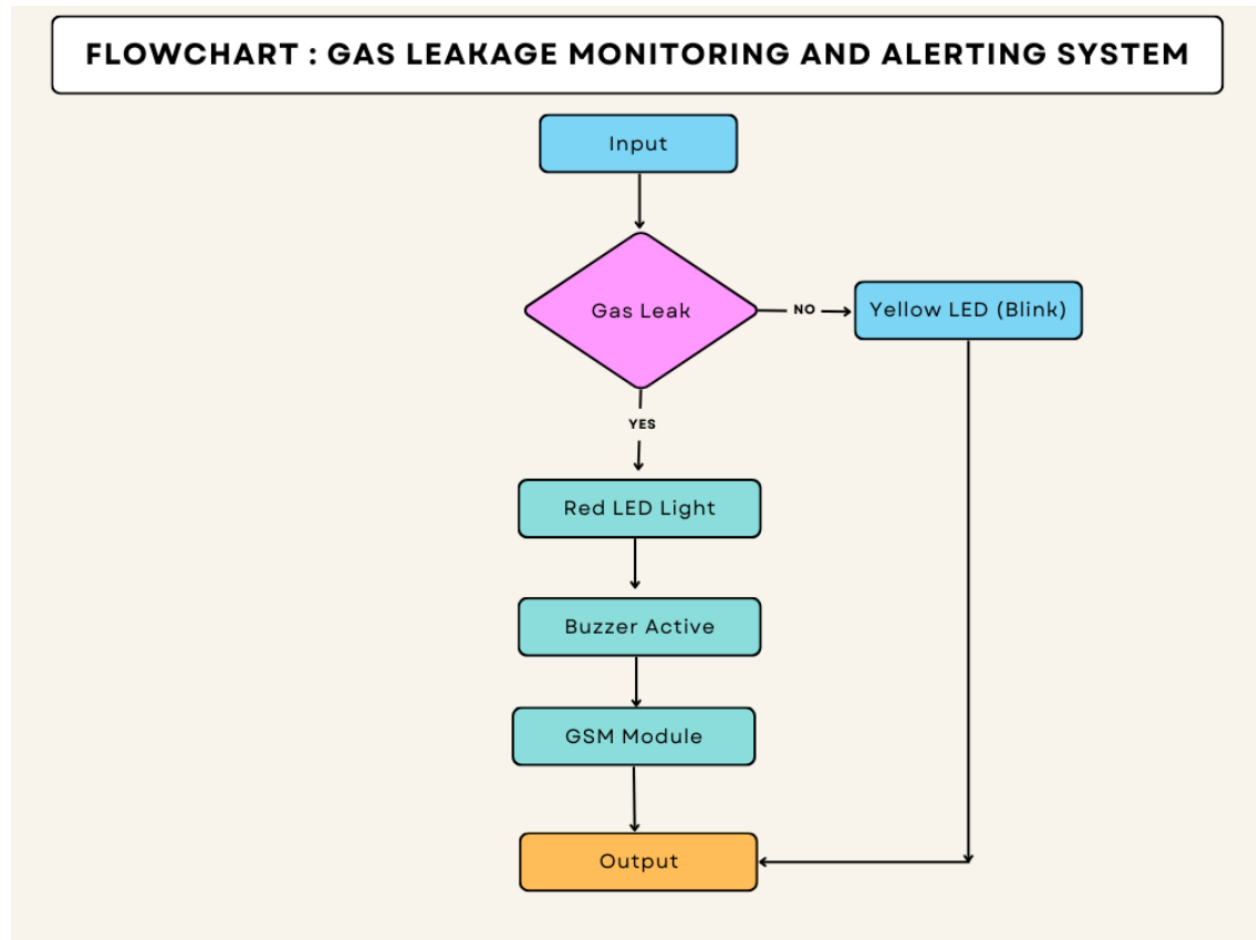 FLOWCHART : GAS LEAKAGE MONITORING AND ALERTING SYSTEM
Input
Gas Leak
NO
Yellow LED (Blink)
YES
Red LED Light
Buzzer Active
GSM Module
Output